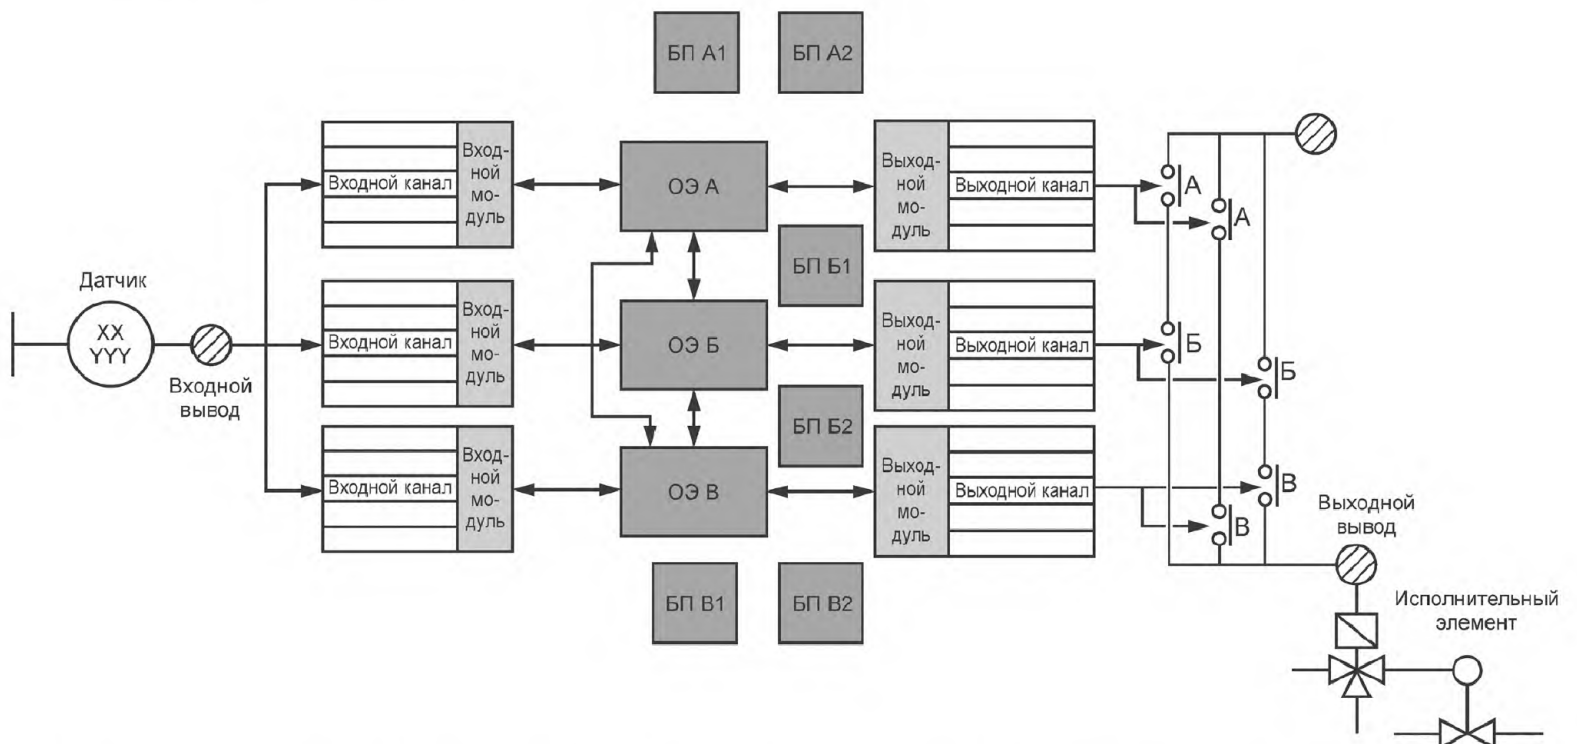 БП А1
БП А2
Вход-
ной
мо-
дуль
Входной канал
ОЭ А
Выход-
ной
мо-
дуль
Выходной канал
А
А
БП Б1
Датчик
XX
YYY
Входной
вывод
Вход-
ной
мо-
дуль
Входной канал
ОЭ Б
Выход-
ной
мо-
дуль
Выходной канал
Б
Б
БП Б2
Вход-
ной
мо-
дуль
Входной канал
ОЭ В
Выход-
ной
мо-
дуль
Выходной канал
В
В
Выходной
вывод
БП В1
БП В2
Исполнительный
элемент